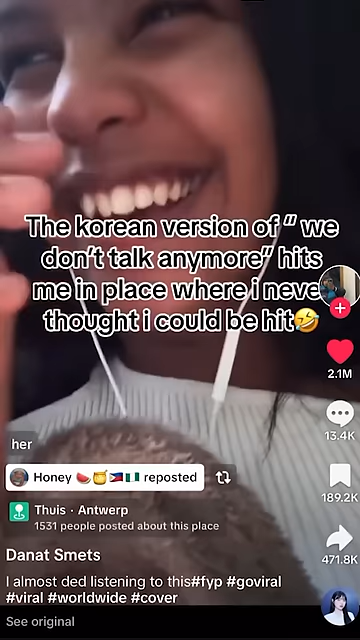 The korean version of “ we
don't talk anymore” hits
me in place where i neve
thought i could be hit🤣
2.1M
13.4K
189.2K
471.8K
her
Honey 🍉🍯🇵🇭🇳🇬 reposted
Thuis · Antwerp
1531 people posted about this place
Danat Smets
I almost ded listening to this#fyp #goviral
#viral #worldwide #cover
See original